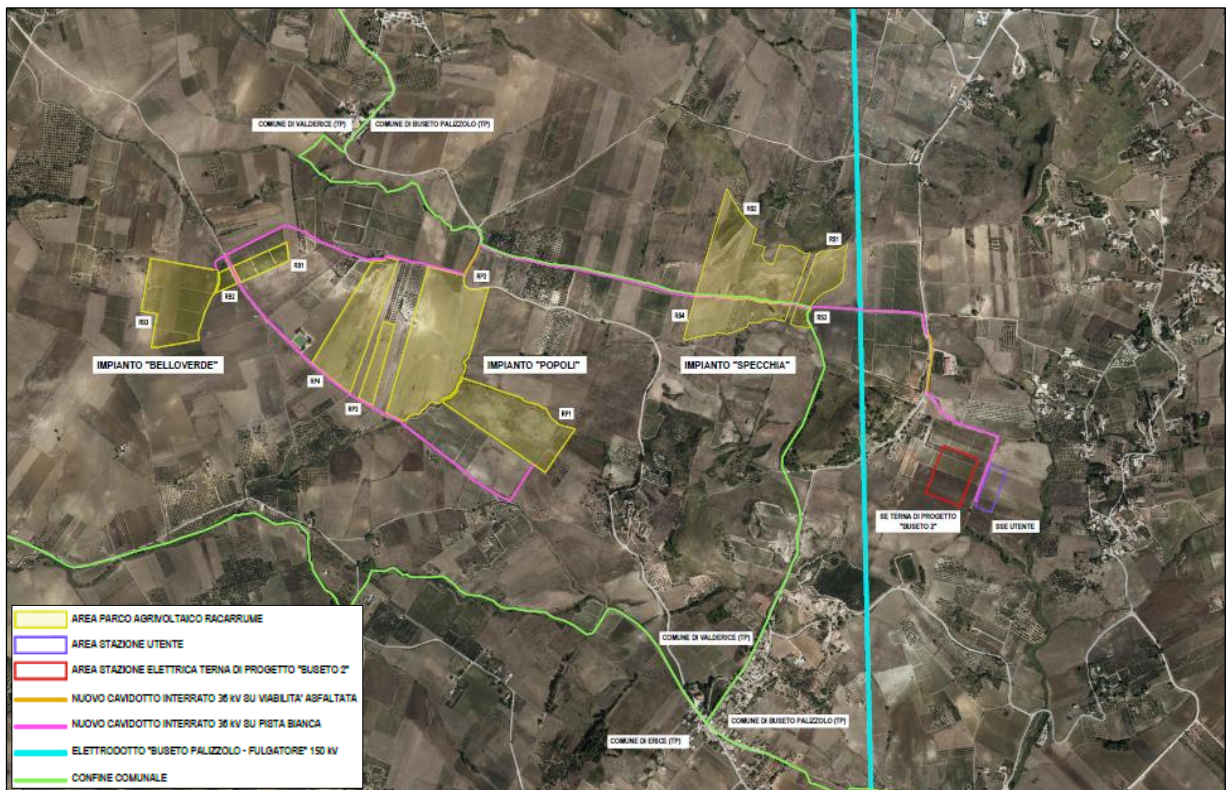 COMUNE DI VALDERICE (TP)
COMUNE DI BUSETO PALIZZOLO (TP)
RS2
RS1
RB1
RP2
RB2
RB3
RS4
RS3
IMPIANTO "BELLOVERDE"
IMPIANTO "POPOLI"
IMPIANTO "SPECCHIA"
RP4
RP3
RP1
SE TERNA DI PROGETTO
"BUSETO 2"
SSE UTENTE
AREA PARCO AGRIVOLTAICO RACARRUME
AREA STAZIONE UTENTE
AREA STAZIONE ELETTRICA TERNA DI PROGETTO "BUSETO 2"
NUOVO CAVIDOTTO INTERRATO 36 kV SU VIABILITA' ASFALTATA
NUOVO CAVIDOTTO INTERRATO 36 kV SU PISTA BIANCA
ELETTRODOTTO "BUSETO PALIZZOLO - FULGATORE" 150 kV
CONFINE COMUNALE
COMUNE DI VALDERICE (TP)
COMUNE DI BUSETO PALIZZOLO (TP)
COMUNE DI ERICE (TP)